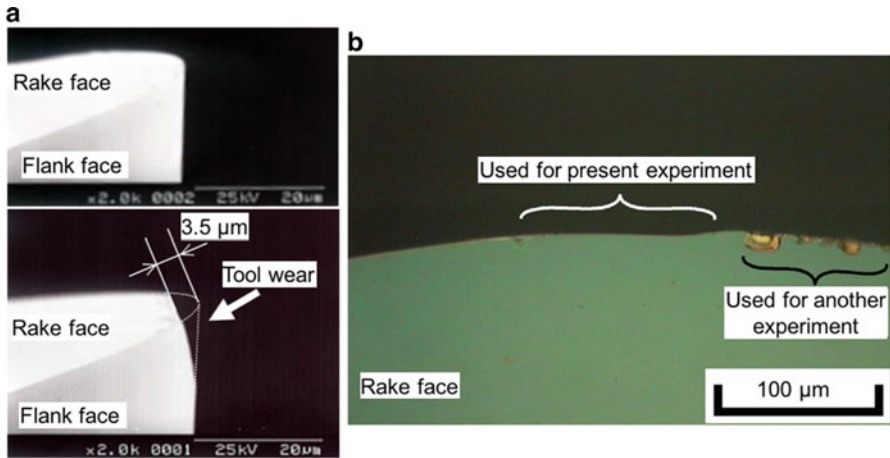 a
Rake face
Flank face
x2.0k 0002 25kV 20μm
3.5 μm
Tool wear
Rake face
Flank face
x2.0k 0001 25kV 20μm
b
Used for present experiment
Used for another
experiment
Rake face
100 μm